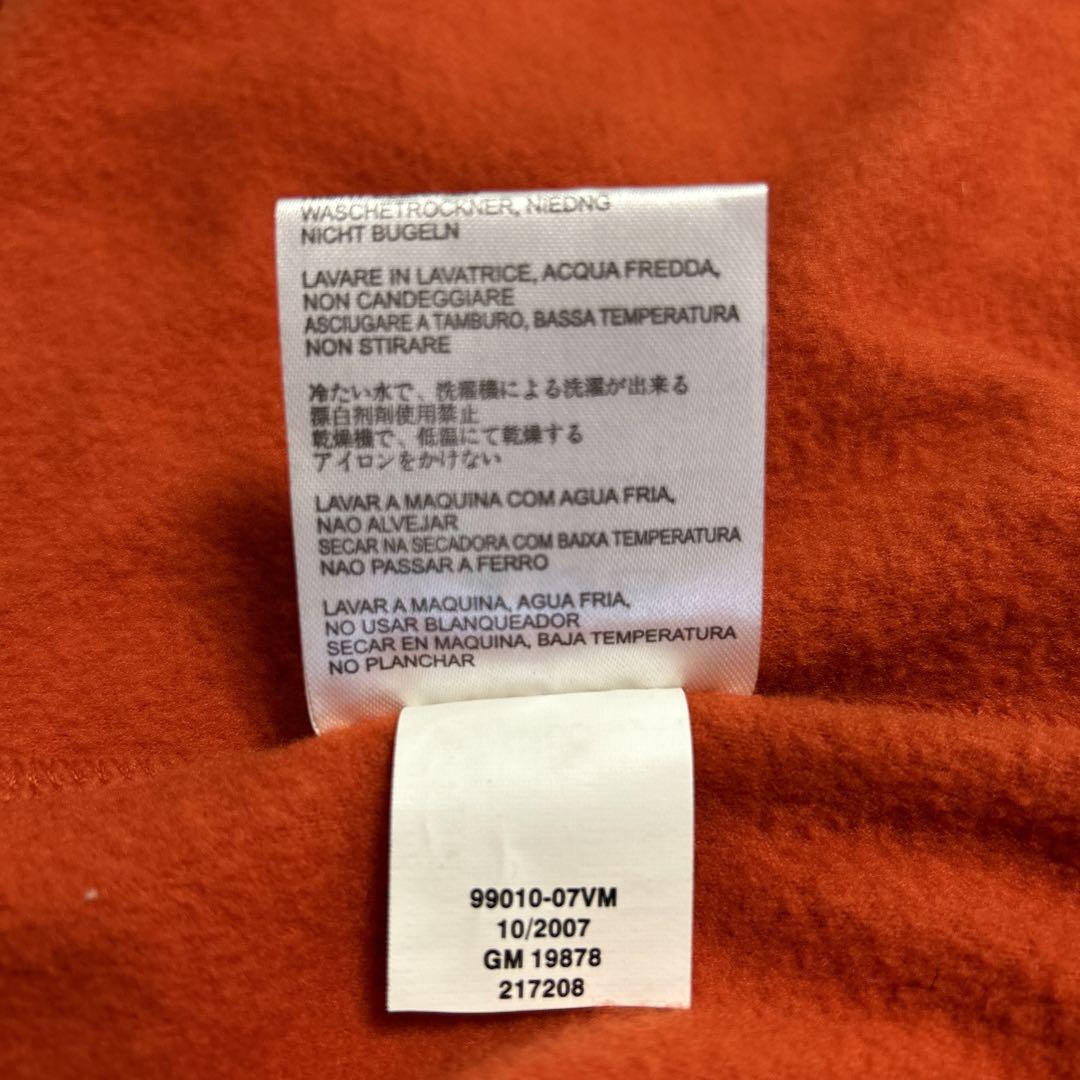 WASCHETROCKNER, NIEDNG
NICHT BUGELN
LAVARE IN LAVATRICE, ACQUA FREDDA,
NON CANDEGGIARE
ASCIUGARE A TAMBURO, BASSA TEMPERATURA
NON STIRARE
冷たい水で、洗濯機による洗濯が出来る
漂白剤剤使用禁止
乾燥機で、低温にて乾燥する
アイロンをかけない
LAVAR A MAQUINA COM AGUA FRIA,
NAO ALVEJAR
SECAR NA SECADORA COM BAIXA TEMPERATURA
NAO PASSAR A FERRO
LAVAR A MAQUINA, AGUA FRIA,
NO USAR BLANQUEADOR
SECAR EN MAQUINA, BAJA TEMPERATURA
NO PLANCHAR
99010-07VM
10/2007
GM 19878
217208